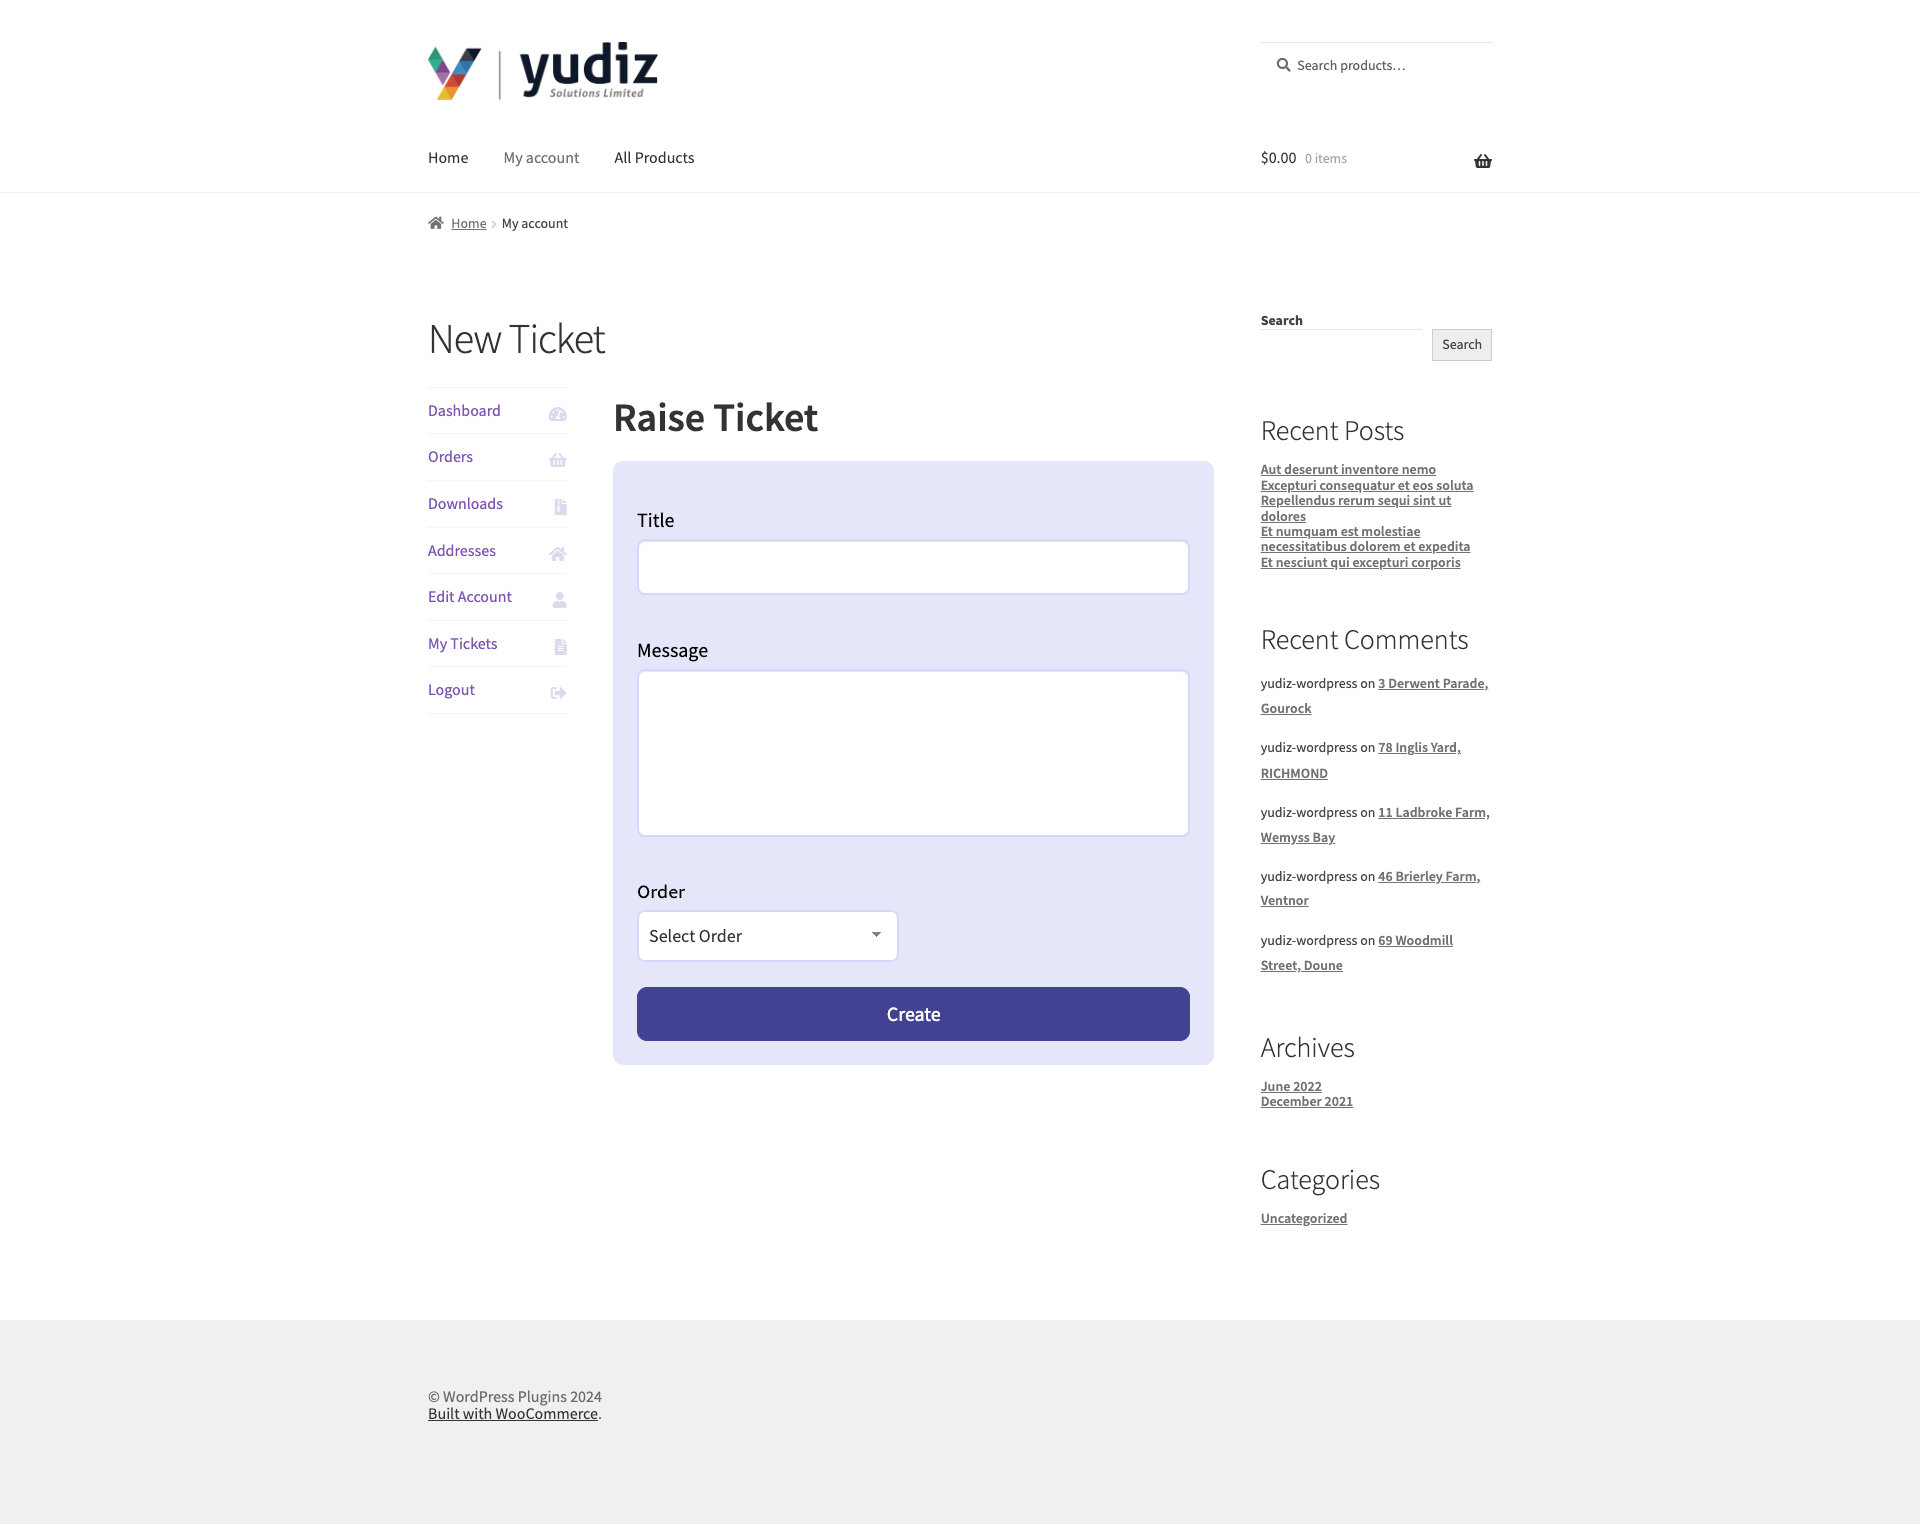 yudiz
Solutions Limited
Search products…
Home
My account
All Products
$0.00 0 items
Home
My account
New Ticket
Dashboard
Orders
Downloads
Addresses
Edit Account
My Tickets
Logout
Raise Ticket
Title
Message
Order
Select Order
Create
Search
Search
Recent Posts
Aut deserunt inventore nemo
Excepturi consequatur et eos soluta
Repellendus rerum sequi sint ut
dolores
Et numquam est molestiae
necessitatibus dolorem et expedita
Et nesciunt qui excepturi corporis
Recent Comments
yudiz-wordpress on 3 Derwent Parade,
Gourock
yudiz-wordpress on 78 Inglis Yard,
RICHMOND
yudiz-wordpress on 11 Ladbroke Farm,
Wemyss Bay
yudiz-wordpress on 46 Brierley Farm,
Ventnor
yudiz-wordpress on 69 Woodmill
Street, Doune
Archives
June 2022
December 2021
Categories
Uncategorized
© WordPress Plugins 2024
Built with WooCommerce.